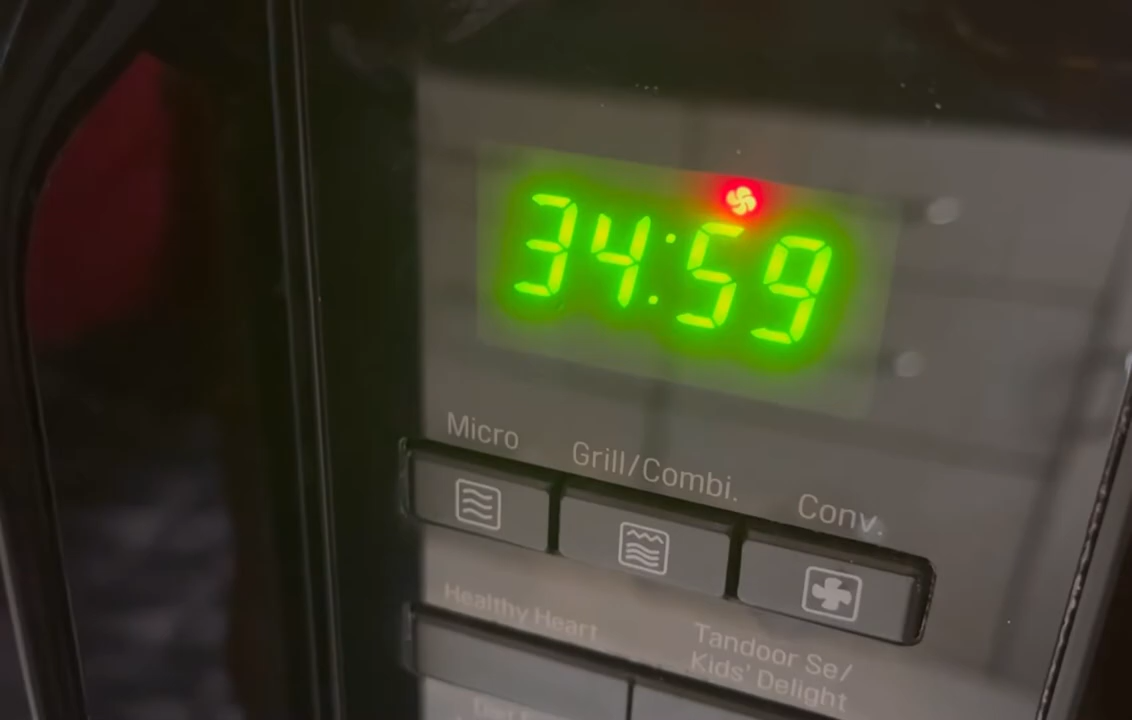 34:59
Micro
Grill/Combi.
Conv.
Healthy Heart
Tandoor Se/
Kids' Delight